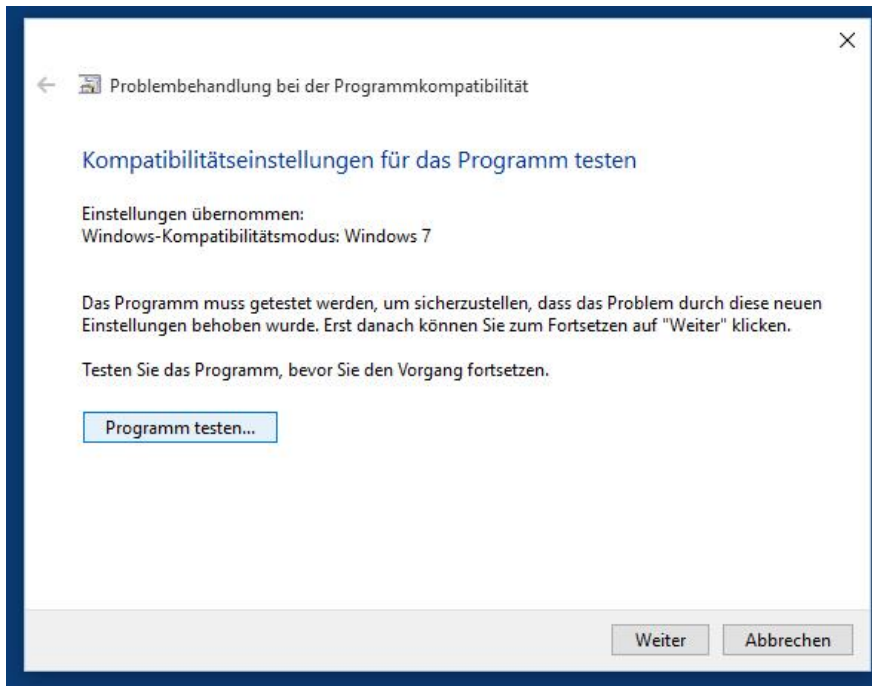 Problembehandlung bei der Programmkompatibilität
Kompatibilitätseinstellungen für das Programm testen
Einstellungen übernommen:
Windows-Kompatibilitätsmodus: Windows 7
Das Programm muss getestet werden, um sicherzustellen, dass das Problem durch diese neuen
Einstellungen behoben wurde. Erst danach können Sie zum Fortsetzen auf "Weiter" klicken.
Testen Sie das Programm, bevor Sie den Vorgang fortsetzen.
Programm testen...
Weiter Abbrechen